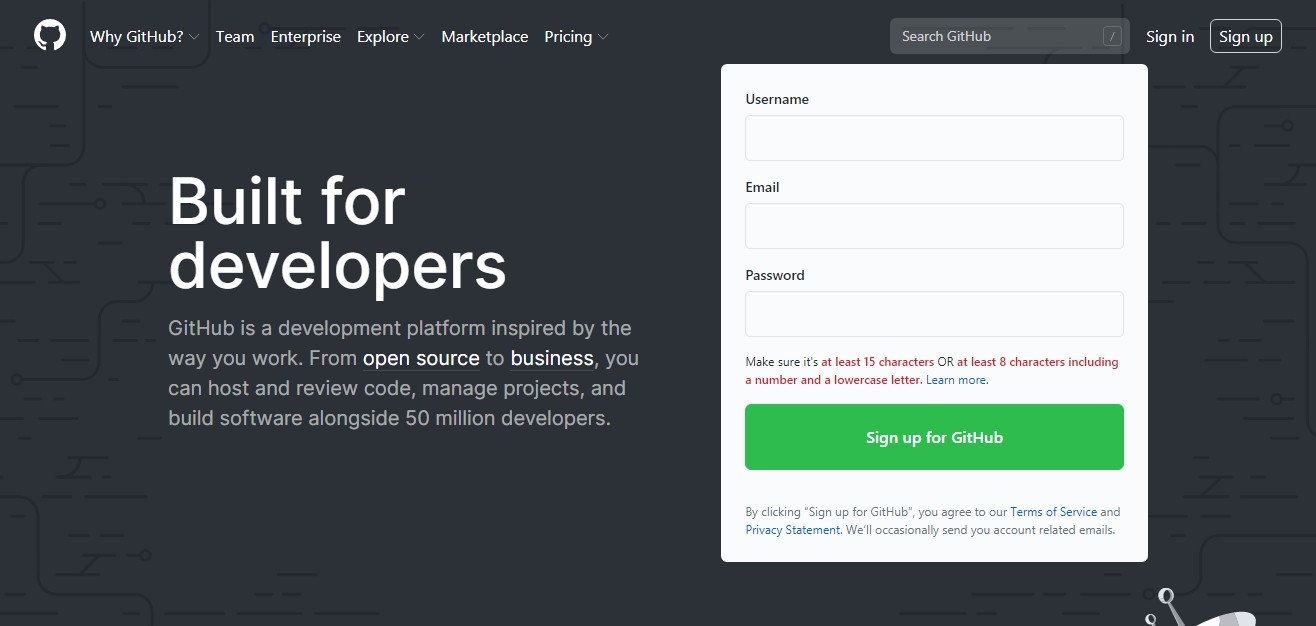 Why GitHub? Team Enterprise Explore Marketplace Pricing Search GitHub / Sign in Sign up
Built for
developers
GitHub is a development platform inspired by the
way you work. From open source to business, you
can host and review code, manage projects, and
build software alongside 50 million developers.
Username
Email
Password
Make sure it's at least 15 characters OR at least 8 characters including
a number and a lowercase letter. Learn more.
Sign up for GitHub
By clicking “Sign up for GitHub”, you agree to our Terms of Service and
Privacy Statement. We’ll occasionally send you account related emails.